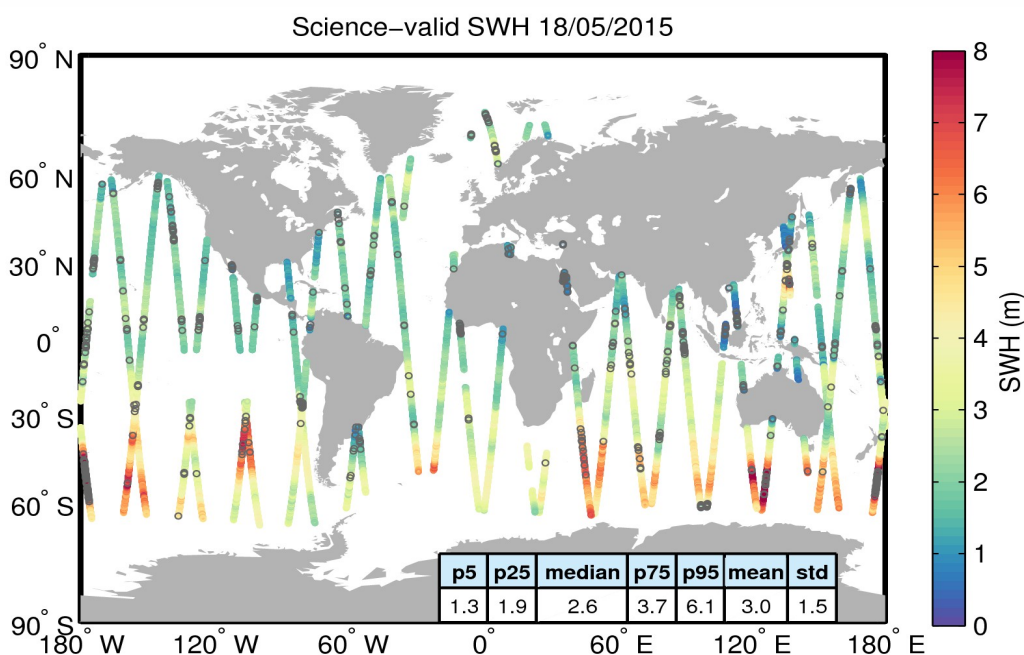 Science−valid SWH 18/05/2015
90° N
60° N
30° N
0°
30° S
60° S
90° S
180° W
120° W
60° W
0°
60° E
120° E
180° E
p5 p25 median p75 p95 mean std
1.3 1.9 2.6 3.7 6.1 3.0 1.5
8
7
6
5
4
3
2
1
0
SWH (m)